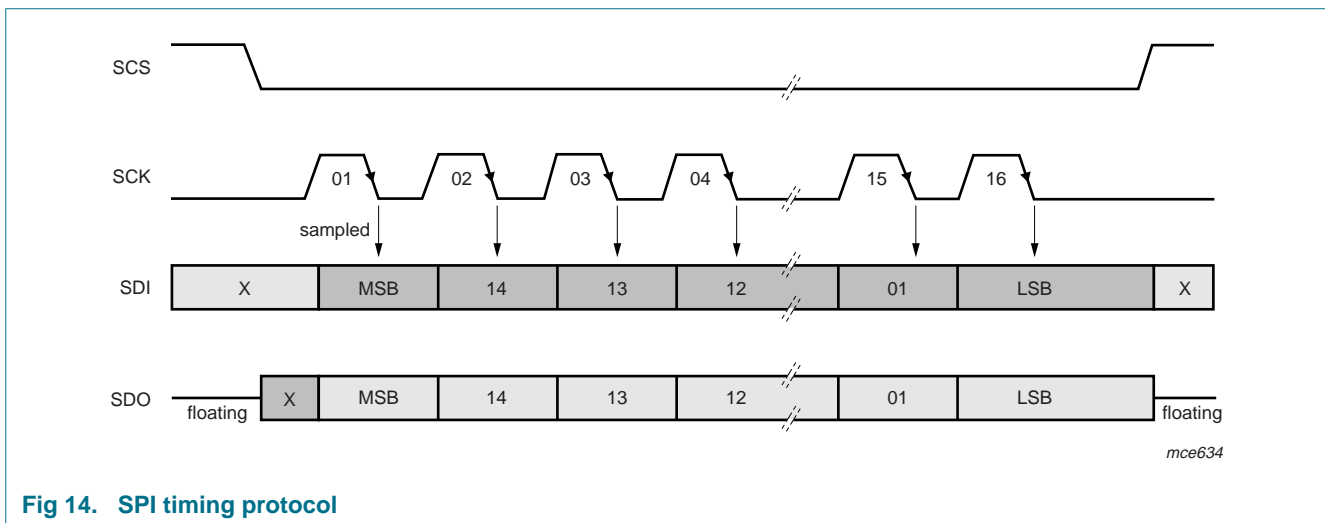 SCS
SCK
01 02 03 04 15 16
sampled
SDI X MSB 14 13 12 01 LSB X
SDO X MSB 14 13 12 01 LSB
floating floating
mce634
Fig 14. SPI timing protocol